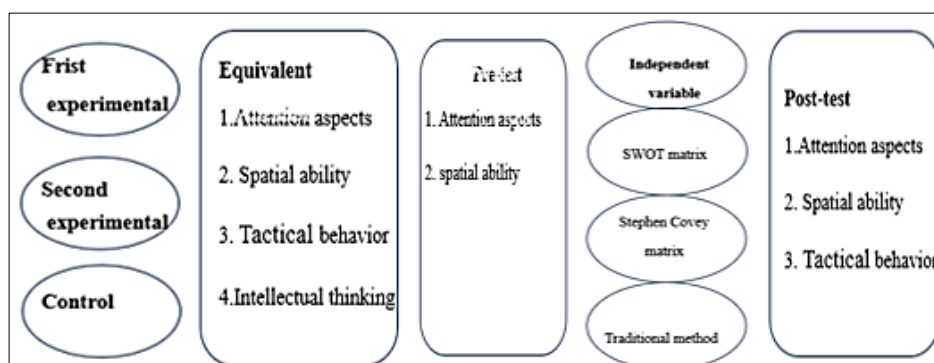 Frist
experimental
Second
experimental
Control
Equivalent
1.Attention aspects
2. Spatial ability
3. Tactical behavior
4.Intellectual thinking
Pre-test
1. Attention aspects
2. spatial ability
Independent
variable
SWOT matrix
Stephen Covey
matrix
Traditional method
Post-test
1.Attention aspects
2. Spatial ability
3. Tactical behavior